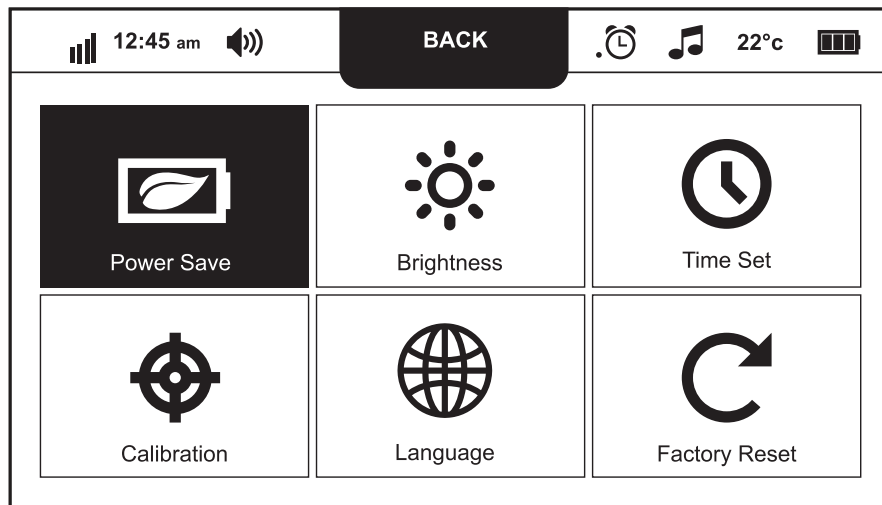 12:45 am
BACK
22°c
Power Save
Brightness
Time Set
Calibration
Language
Factory Reset